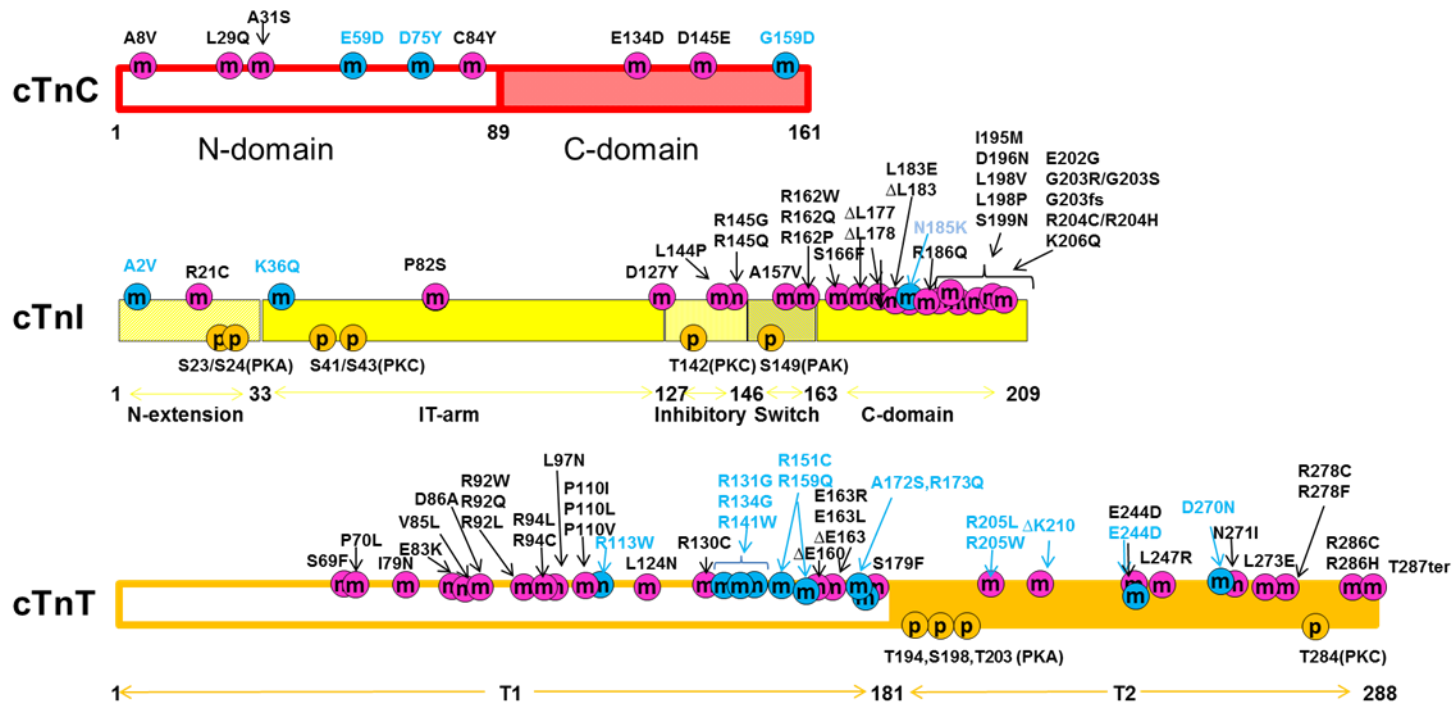 A31S
A8V L29Q E59D D75Y C84Y E134D D145E G159D
m m m m m m m m m
cTnC
1 89 161
N-domain C-domain
I195M
D196N E202G
L183E L198V G203R/G203S
ΔL183 L198P G203fs
R162W S199N R204C/R204H
R145G R162Q ΔL177 N185K K206Q
R145Q R162P ΔL178
L144P S166F R186Q
A2V R21C K36Q P82S D127Y A157V
m m m m m m m m m m m m m m m m m m m m
cTnI
p p p p p p
S23/S24(PKA) S41/S43(PKC) T142(PKC) S149(PAK)
1 33 127 146 163 209
N-extension IT-arm Inhibitory Switch C-domain
L97N R151C
R92W R131G R159Q R278C
D86A R92Q P110I R134G E163R A172S,R173Q R278F
V85L R92L R94L P110L R141W E163L R205L ΔK210 E244D D270N
P70L E83K R94C P110V R113W R130C ΔE163 R205W E244D N271I R286C
S69F I79N L124N ΔE160 S179F L247R L273E R286H T287ter
m m m m m m m m m m m m m m m m m m m m m m m m m m m m m m m m m m m m
cTnT
p p p p
T194,S198,T203 (PKA) T284(PKC)
1 T1 181 T2 288